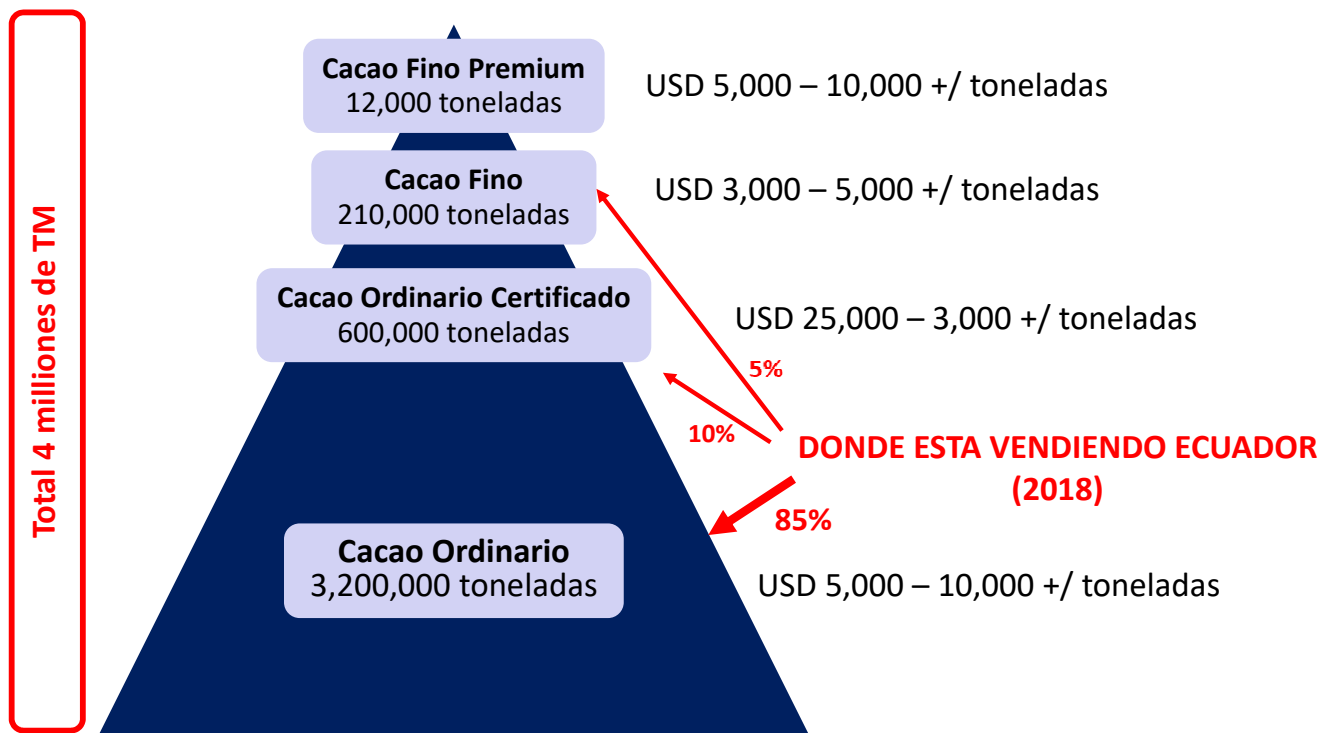 Total 4 milliones de TM
Cacao Fino Premium
12,000 toneladas
USD 5,000 – 10,000 +/ toneladas
Cacao Fino
210,000 toneladas
USD 3,000 – 5,000 +/ toneladas
Cacao Ordinario Certificado
600,000 toneladas
USD 25,000 – 3,000 +/ toneladas
5%
10%
DONDE ESTA VENDIENDO ECUADOR
(2018)
85%
Cacao Ordinario
3,200,000 toneladas
USD 5,000 – 10,000 +/ toneladas